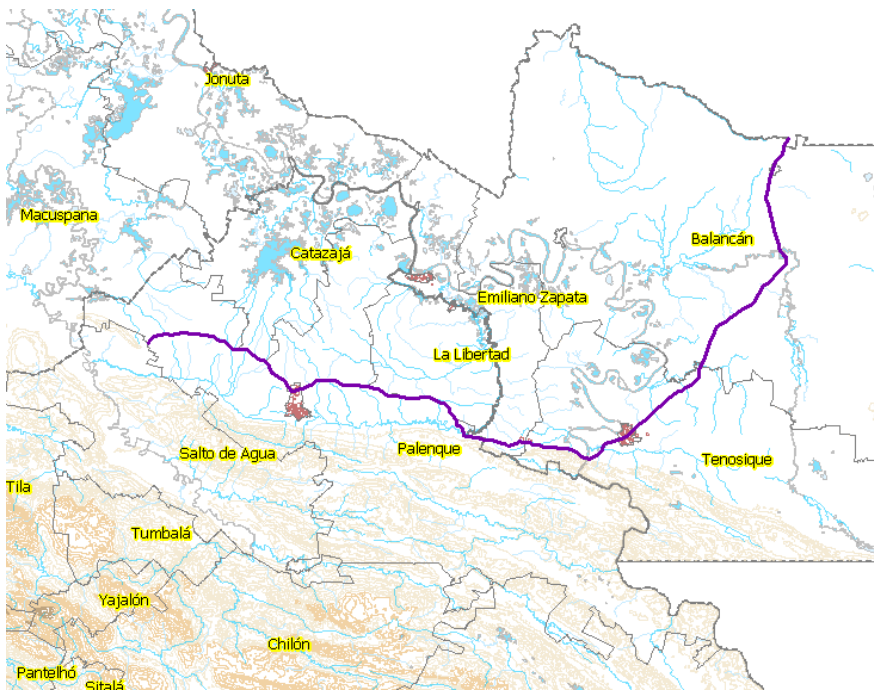 Jonuta
Macuspana
Balancán
Catazajá
Emiliano Zapata
La Libertad
Palenque
Salto de Agua
Tenosique
Tila
Tumbalá
Yajalón
Chilón
Pantelhó
Sitalá